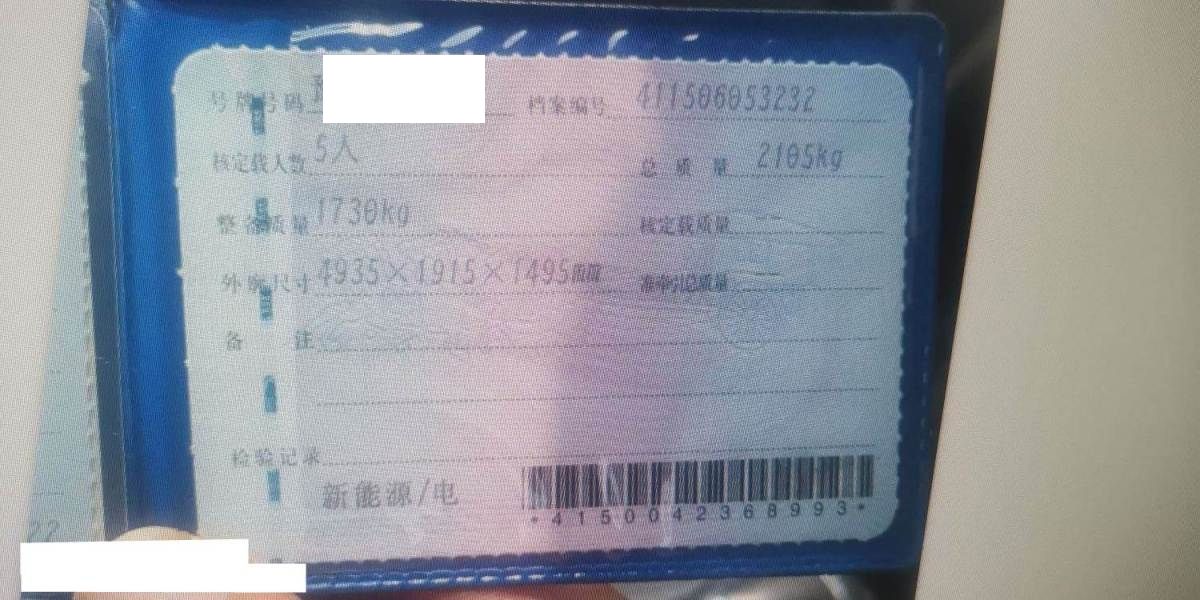 号牌号码 档案编号 411506053232
核定载人数 5人 总质量 2105kg
整备质量 1730kg 核定载质量 --
外廓尺寸 4935×1915×1495mm 准牵引总质量 --
备注
检验记录
新能源/电
*4150042368993*
22